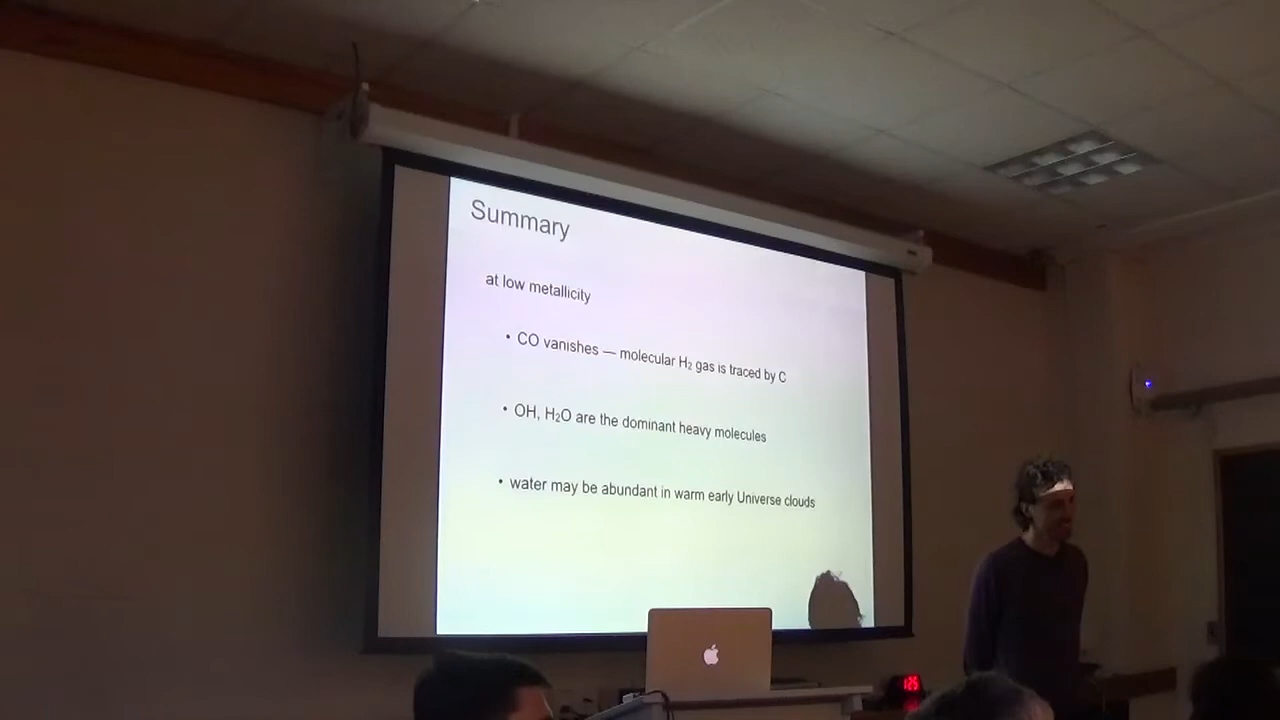 Summary
at low metallicity
• CO vanishes — molecular H₂ gas is traced by C
• OH, H₂O are the dominant heavy molecules
• water may be abundant in warm early Universe clouds
125